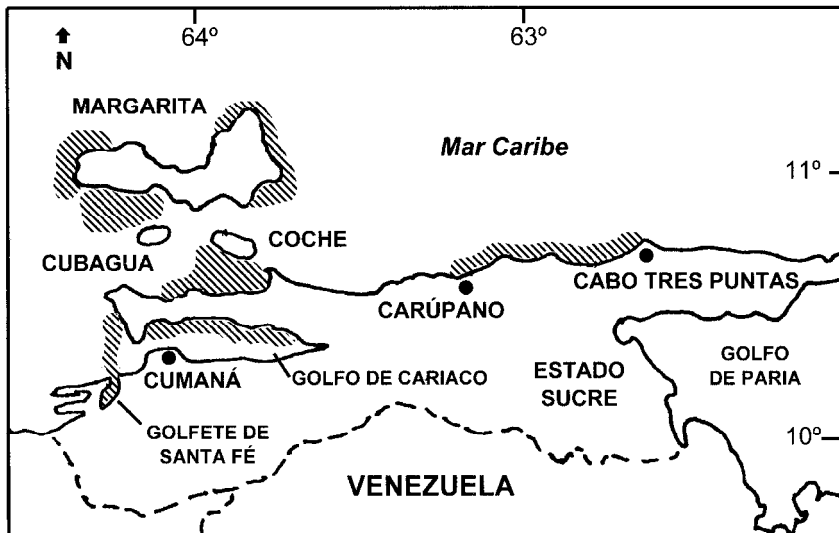 64º
63º
N
MARGARITA
Mar Caribe
11º
COCHE
CUBAGUA
CABO TRES PUNTAS
CARÚPANO
CUMANÁ
GOLFO DE CARIACO
ESTADO
SUCRE
GOLFO
DE PARIA
GOLFETE DE
SANTA FÉ
10º
VENEZUELA